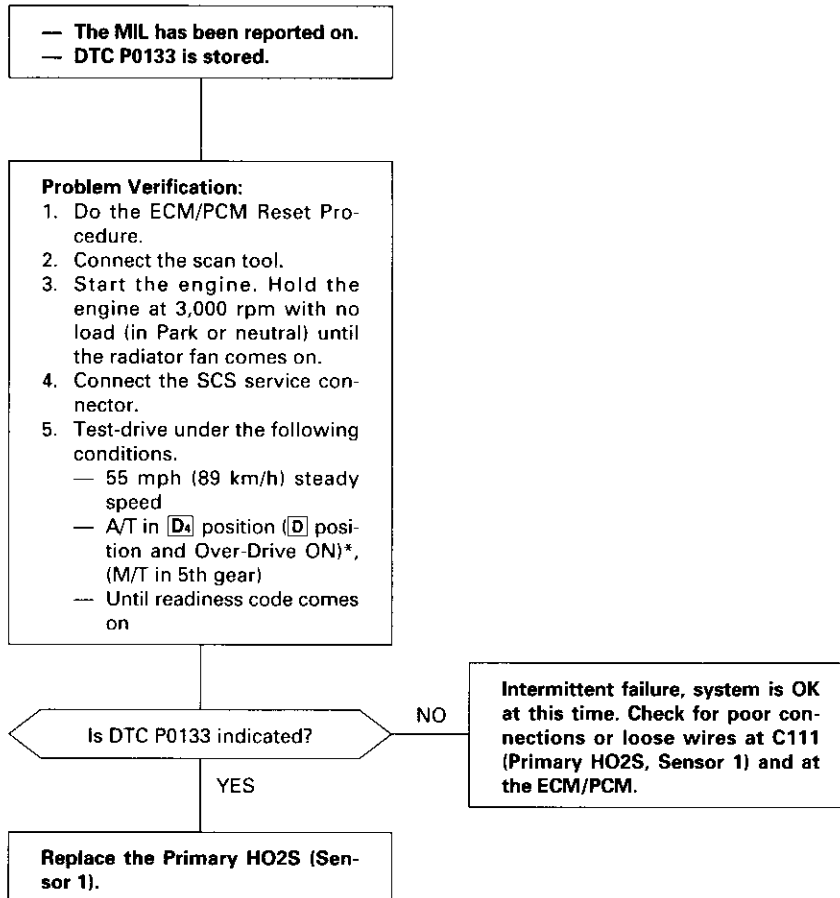 — The MIL has been reported on.
— DTC P0133 is stored.
Problem Verification:
1. Do the ECM/PCM Reset Pro-
cedure.
2. Connect the scan tool.
3. Start the engine. Hold the
engine at 3,000 rpm with no
load (in Park or neutral) until
the radiator fan comes on.
4. Connect the SCS service con-
nector.
5. Test-drive under the following
conditions.
— 55 mph (89 km/h) steady
speed
— A/T in D4 position (D posi-
tion and Over-Drive ON)*,
(M/T in 5th gear)
— Until readiness code comes
on
Is DTC P0133 indicated?
NO
Intermittent failure, system is OK
at this time. Check for poor con-
nections or loose wires at C111
(Primary HO2S, Sensor 1) and at
the ECM/PCM.
YES
Replace the Primary HO2S (Sen-
sor 1).